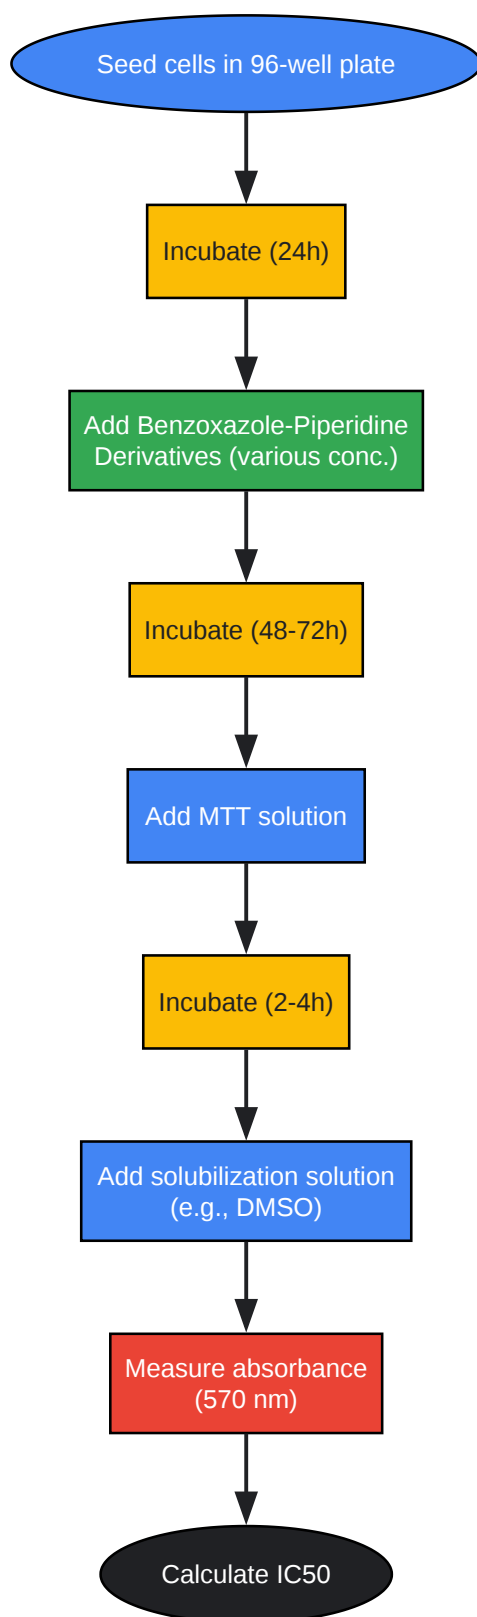 Seed cells in 96-well plate
Incubate (24h)
Add Benzoxazole-Piperidine
Derivatives (various conc.)
Incubate (48-72h)
Add MTT solution
Incubate (2-4h)
Add solubilization solution
(e.g., DMSO)
Measure absorbance
(570 nm)
Calculate IC50